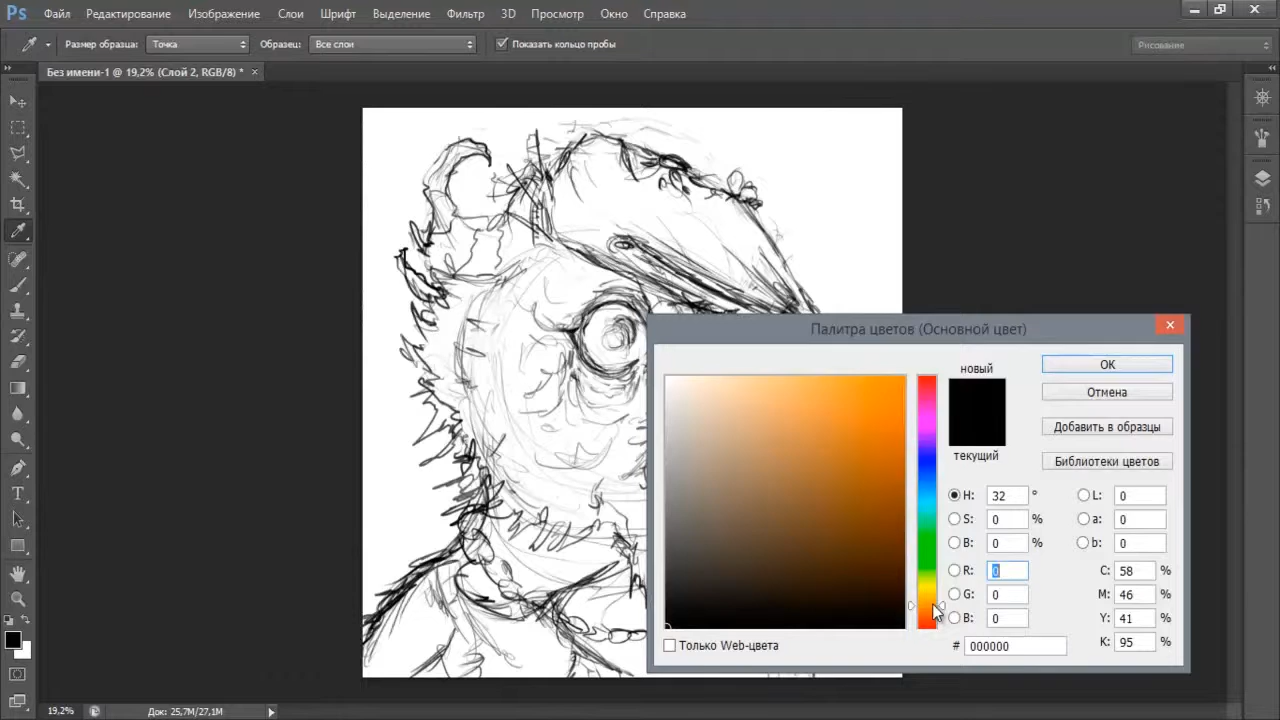 Ps Файл Редактирование Изображение Слои Шрифт Выделение Фильтр 3D Просмотр Окно Справка
Размер образца: Точка Образец: Все слои Показать кольцо пробы Рисование
Без имени-1 @ 19,2% (Слой 2, RGB/8) * ×
Палитра цветов (Основной цвет)
новый
текущий
OK
Отмена
Добавить в образцы
Библиотеки цветов
H: 32 ° L: 0
S: 0 % a: 0
B: 0 % b: 0
R: 0 C: 58 %
G: 0 M: 46 %
B: 0 Y: 41 %
K: 95 %
Только Web-цвета # 000000
T
19,2% Док: 25,7M/27,1M